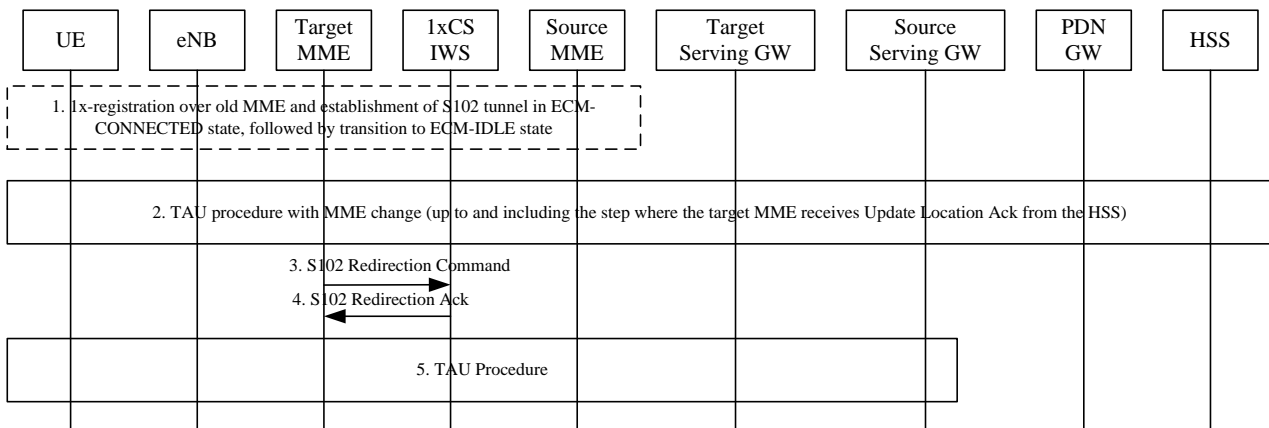 UE
eNB
Target
MME
1xCS
IWS
Source
MME
Target
Serving GW
Source
Serving GW
PDN
GW
HSS
1. 1x-registration over old MME and establishment of S102 tunnel in ECM-
CONNECTED state, followed by transition to ECM-IDLE state
2. TAU procedure with MME change (up to and including the step where the target MME receives Update Location Ack from the HSS)
3. S102 Redirection Command
4. S102 Redirection Ack
5. TAU Procedure